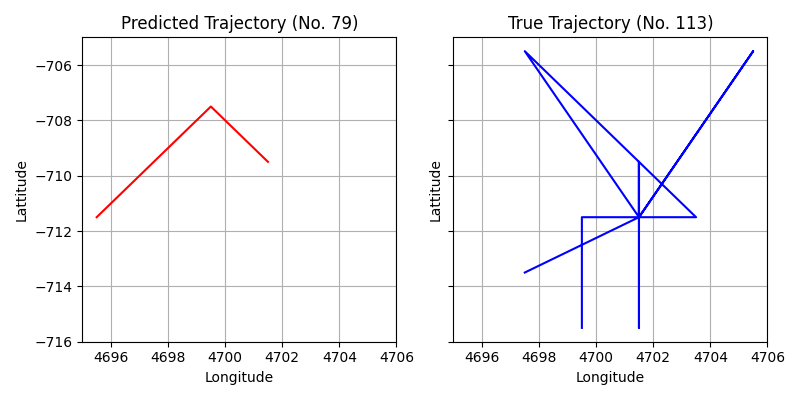 Predicted Trajectory (No. 79)
True Trajectory (No. 113)
−706
−708
−710
−712
−714
−716
Lattitude
Lattitude
4696 4698 4700 4702 4704 4706
4696 4698 4700 4702 4704 4706
Longitude
Longitude